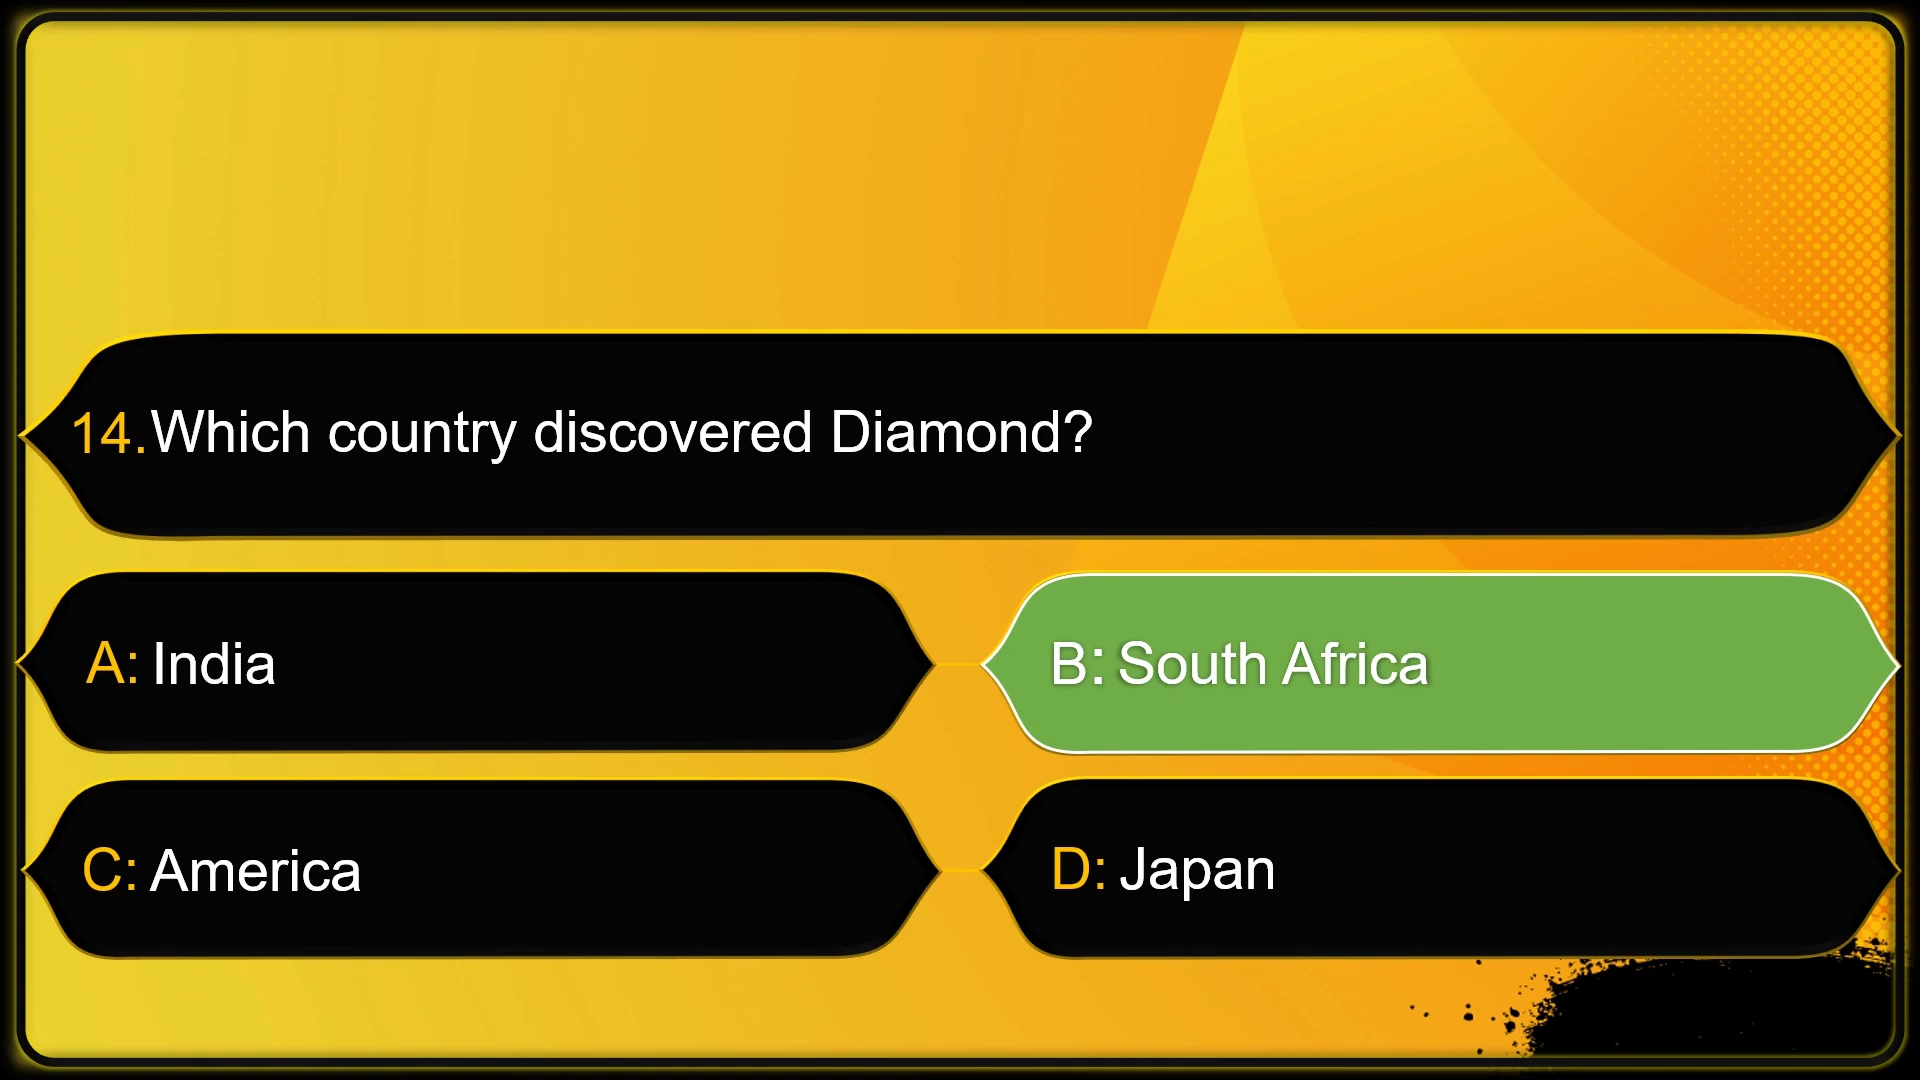 14. Which country discovered Diamond?
A: India
B: South Africa
C: America
D: Japan